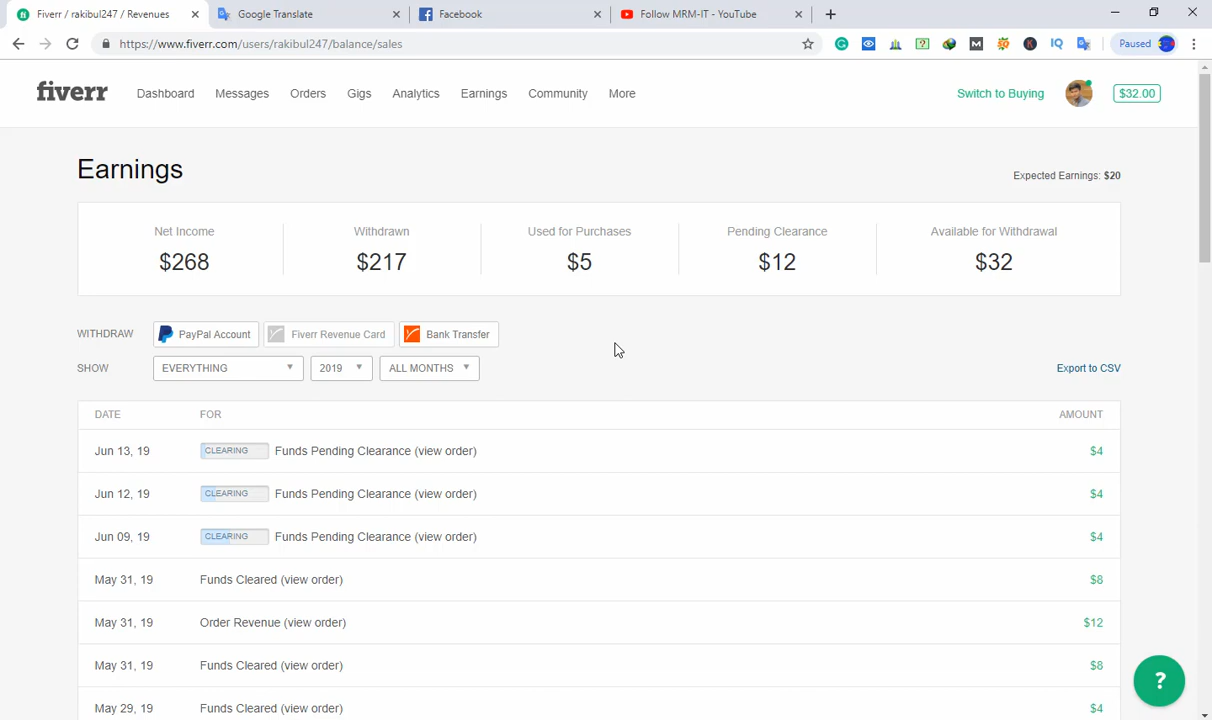 Fiverr / rakibul247 / Revenues
Google Translate
Facebook
Follow MRM-IT - YouTube
https://www.fiverr.com/users/rakibul247/balance/sales
Paused
fiverr Dashboard Messages Orders Gigs Analytics Earnings Community More Switch to Buying $32.00
Earnings
Expected Earnings: $20
Net Income Withdrawn Used for Purchases Pending Clearance Available for Withdrawal
$268 $217 $5 $12 $32
WITHDRAW PayPal Account Fiverr Revenue Card Bank Transfer
SHOW EVERYTHING 2019 ALL MONTHS Export to CSV
DATE FOR AMOUNT
Jun 13, 19 CLEARING Funds Pending Clearance (view order) $4
Jun 12, 19 CLEARING Funds Pending Clearance (view order) $4
Jun 09, 19 CLEARING Funds Pending Clearance (view order) $4
May 31, 19 Funds Cleared (view order) $8
May 31, 19 Order Revenue (view order) $12
May 31, 19 Funds Cleared (view order) $8
May 29, 19 Funds Cleared (view order) $4
?